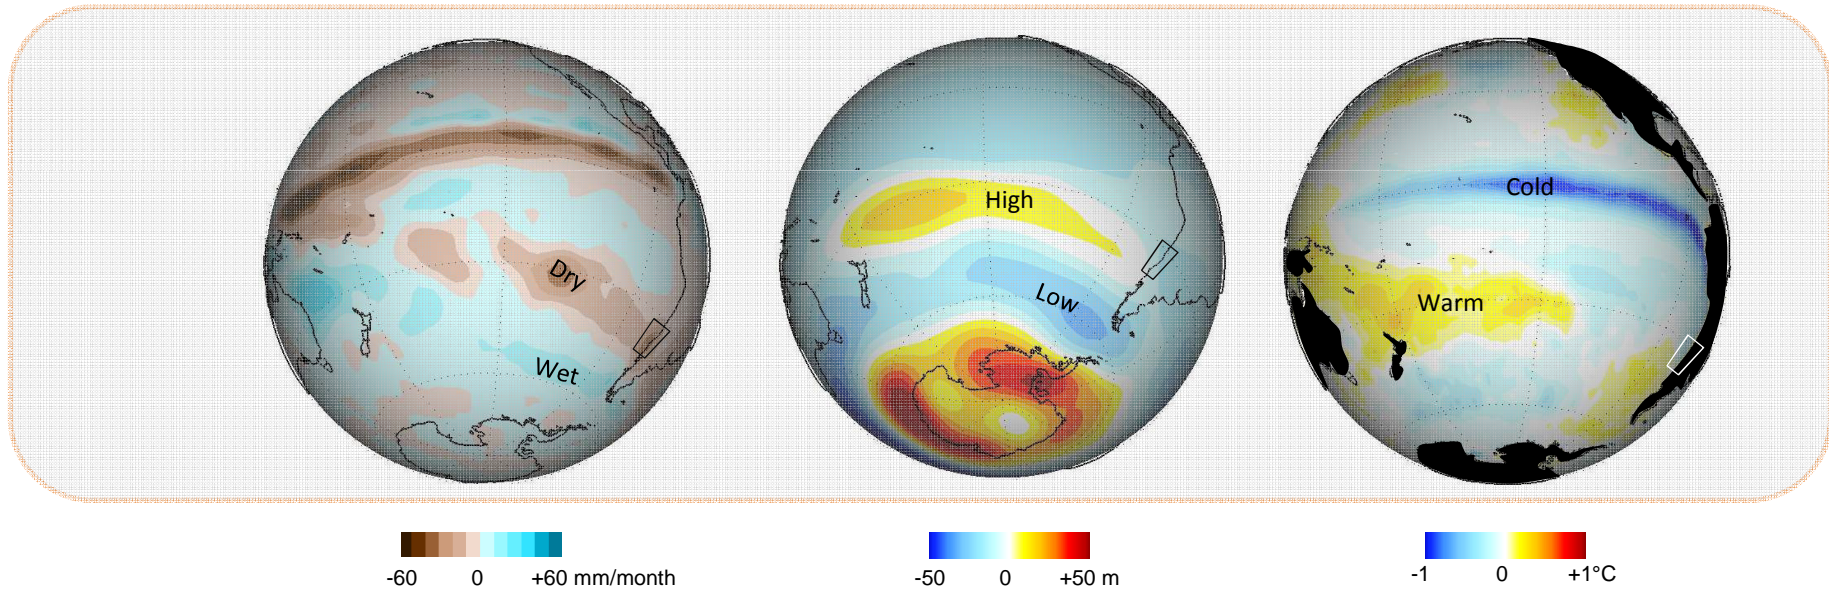 Dry
Wet
High
Low
Cold
Warm
-60 0 +60 mm/month
-50 0 +50 m
-1 0 +1°C